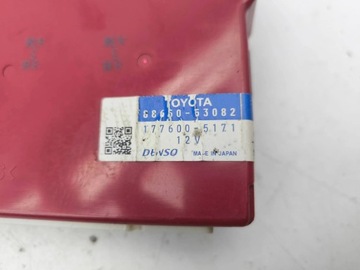 TOYOTA
88650-53082
177600-5171
12V
DENSO MADE IN JAPAN